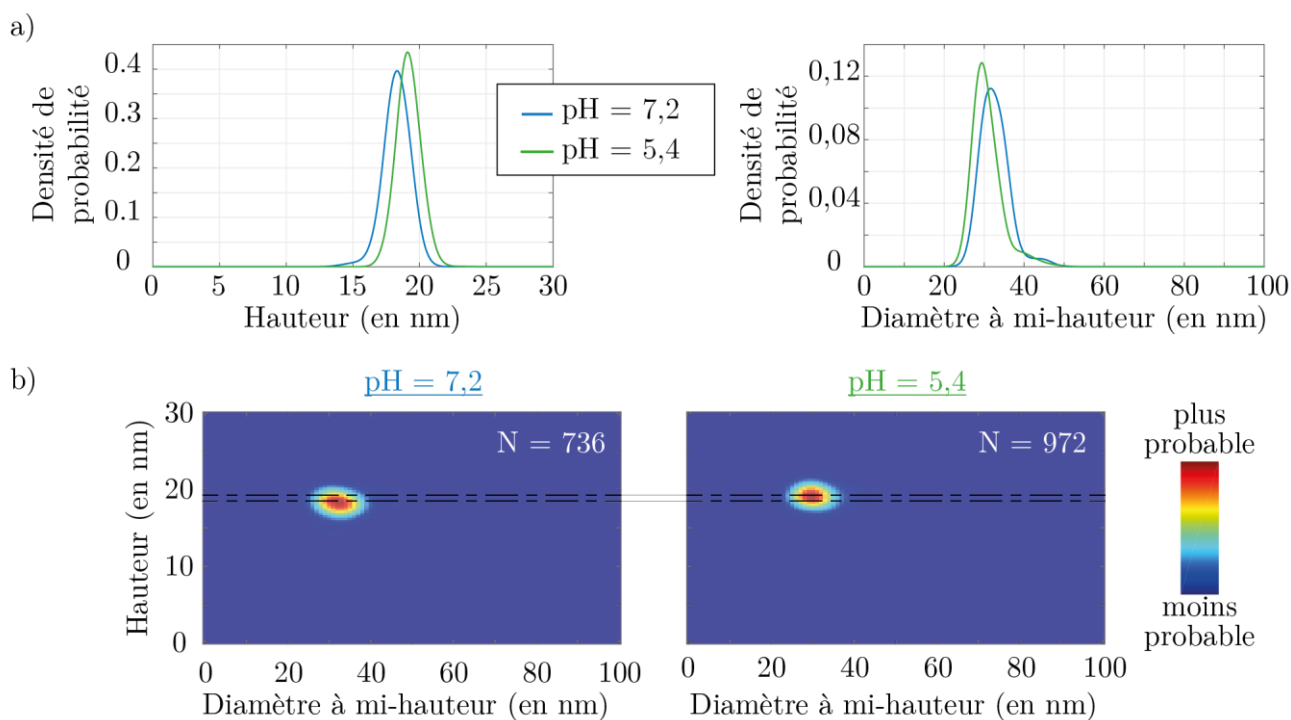 a)
Densité de
probabilité
0.4
0.3
0.2
0.1
0
0 5 10 15 20 25 30
Hauteur (en nm)
pH = 7,2
pH = 5,4
Densité de
probabilité
0,12
0,08
0,04
0
0 20 40 60 80 100
Diamètre à mi-hauteur (en nm)
b)
pH = 7,2
Hauteur (en nm)
30
20
10
0
N = 736
0 20 40 60 80 100
Diamètre à mi-hauteur (en nm)
pH = 5,4
N = 972
0 20 40 60 80 100
Diamètre à mi-hauteur (en nm)
plus
probable
moins
probable